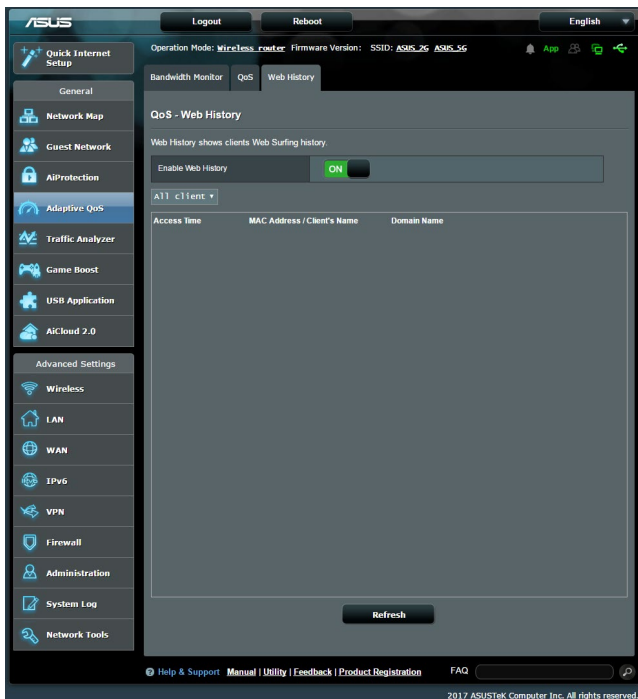 ASUS
Logout
Reboot
English
Quick Internet
Setup
Operation Mode: Wireless router Firmware Version: SSID: ASUS_2G ASUS_5G
App
Bandwidth Monitor
QoS
Web History
General
Network Map
Guest Network
AiProtection
Adaptive QoS
Traffic Analyzer
Game Boost
USB Application
AiCloud 2.0
Advanced Settings
Wireless
LAN
WAN
IPv6
VPN
Firewall
Administration
System Log
Network Tools
QoS - Web History
Web History shows clients Web Surfing history.
Enable Web History
ON
All client
Access Time
MAC Address / Client's Name
Domain Name
Refresh
Help & Support Manual | Utility | Feedback | Product Registration
FAQ
2017 ASUSTeK Computer Inc. All rights reserved.